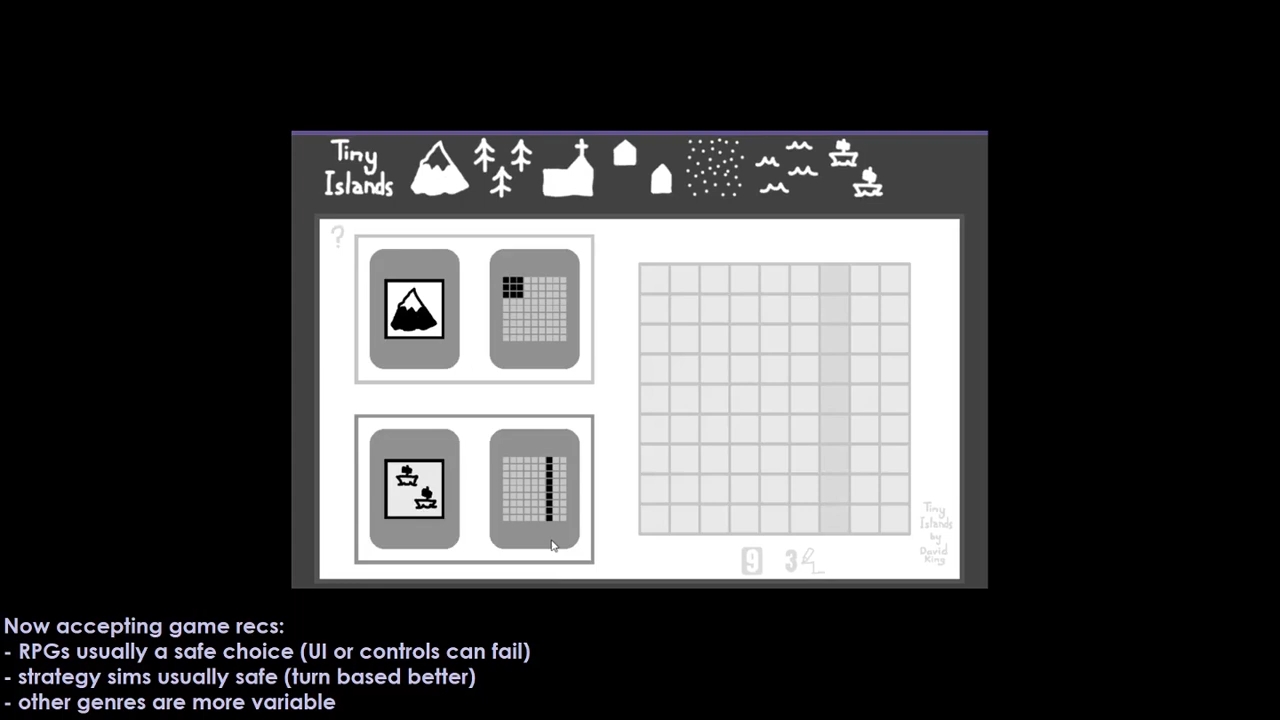 Tiny
Islands
?
9 3
Tiny
Islands
by
David
King
Now accepting game recs:
- RPGs usually a safe choice (UI or controls can fail)
- strategy sims usually safe (turn based better)
- other genres are more variable